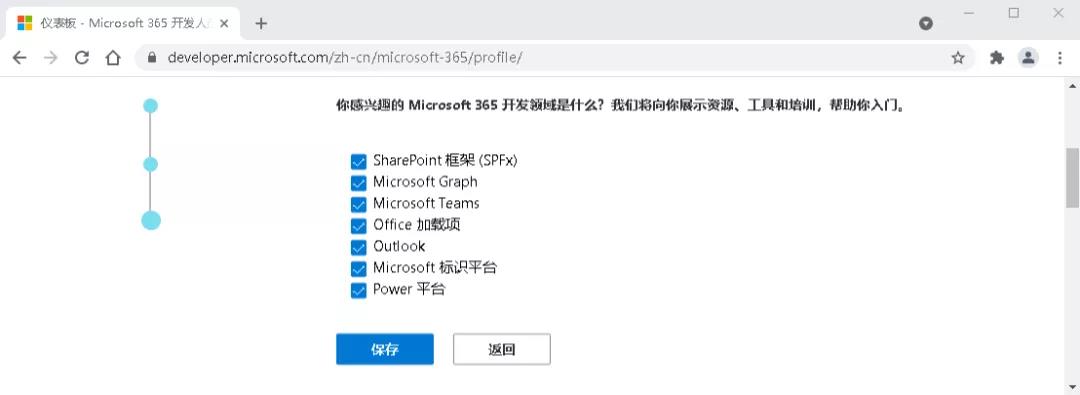 仪表板 - Microsoft 365 开发人
developer.microsoft.com/zh-cn/microsoft-365/profile/
你感兴趣的 Microsoft 365 开发领域是什么？我们将向你展示资源、工具和培训，帮助你入门。
SharePoint 框架 (SPFx)
Microsoft Graph
Microsoft Teams
Office 加载项
Outlook
Microsoft 标识平台
Power 平台
保存 返回